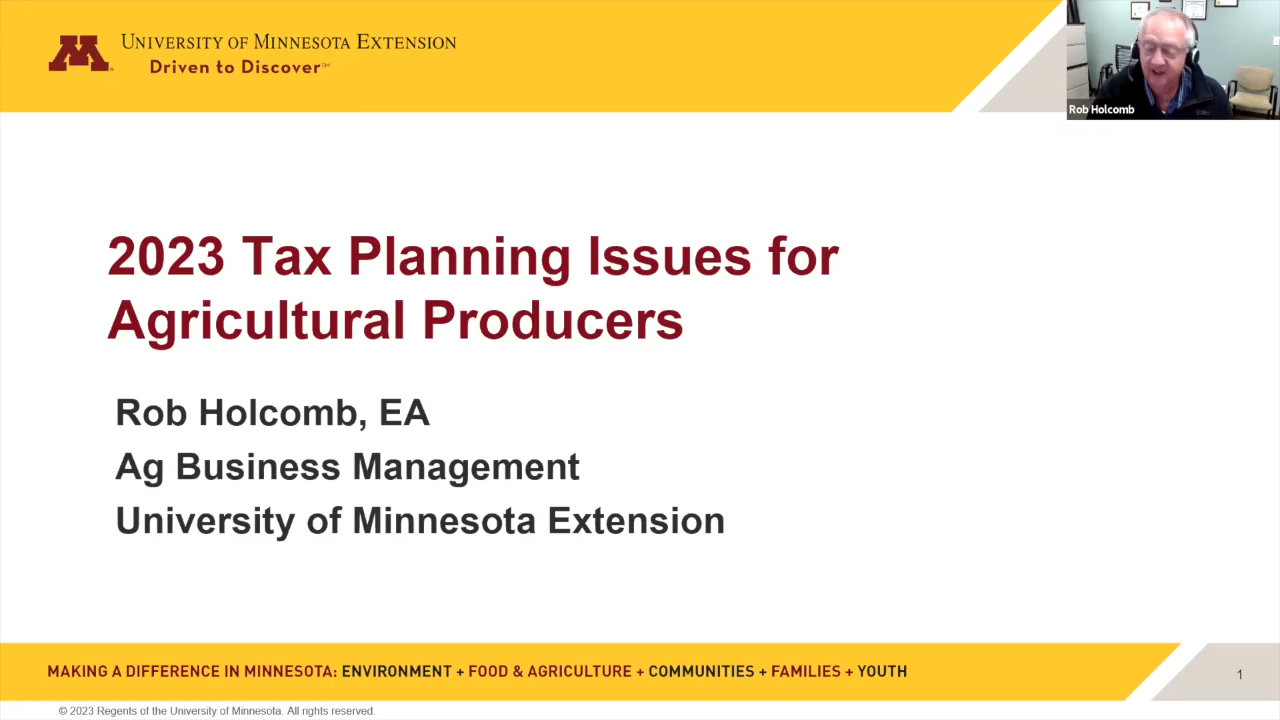 UNIVERSITY OF MINNESOTA EXTENSION
Driven to Discover℠
Rob Holcomb
2023 Tax Planning Issues for
Agricultural Producers
Rob Holcomb, EA
Ag Business Management
University of Minnesota Extension
MAKING A DIFFERENCE IN MINNESOTA: ENVIRONMENT + FOOD & AGRICULTURE + COMMUNITIES + FAMILIES + YOUTH
1
© 2023 Regents of the University of Minnesota. All rights reserved.